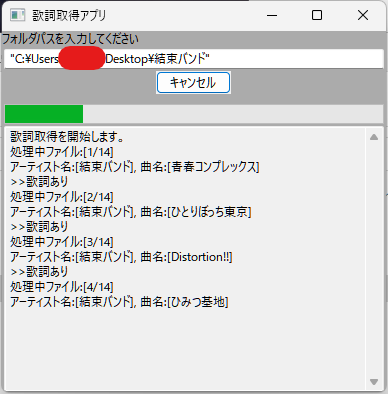 歌詞取得アプリ
フォルダパスを入力してください
"C:¥Users Desktop¥結束バンド"
キャンセル
歌詞取得を開始します。
処理中ファイル:[1/14]
アーティスト名:[結束バンド], 曲名:[青春コンプレックス]
>>歌詞あり
処理中ファイル:[2/14]
アーティスト名:[結束バンド], 曲名:[ひとりぼっち東京]
>>歌詞あり
処理中ファイル:[3/14]
アーティスト名:[結束バンド], 曲名:[Distortion!!]
>>歌詞あり
処理中ファイル:[4/14]
アーティスト名:[結束バンド], 曲名:[ひみつ基地]